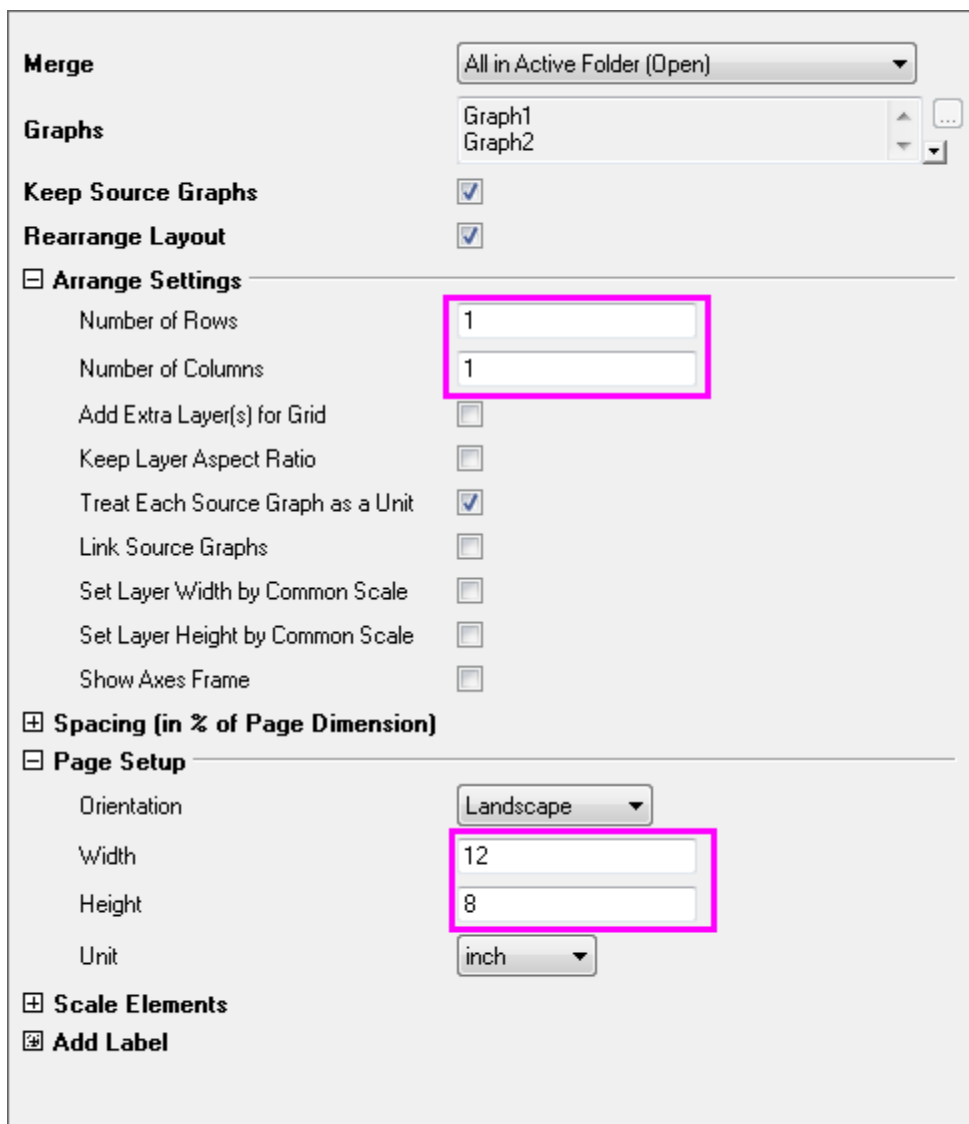 Merge All in Active Folder (Open)
Graphs Graph1
Graph2
...
Keep Source Graphs
Rearrange Layout
Arrange Settings
Number of Rows 1
Number of Columns 1
Add Extra Layer(s) for Grid
Keep Layer Aspect Ratio
Treat Each Source Graph as a Unit
Link Source Graphs
Set Layer Width by Common Scale
Set Layer Height by Common Scale
Show Axes Frame
Spacing (in % of Page Dimension)
Page Setup
Orientation Landscape
Width 12
Height 8
Unit inch
Scale Elements
Add Label